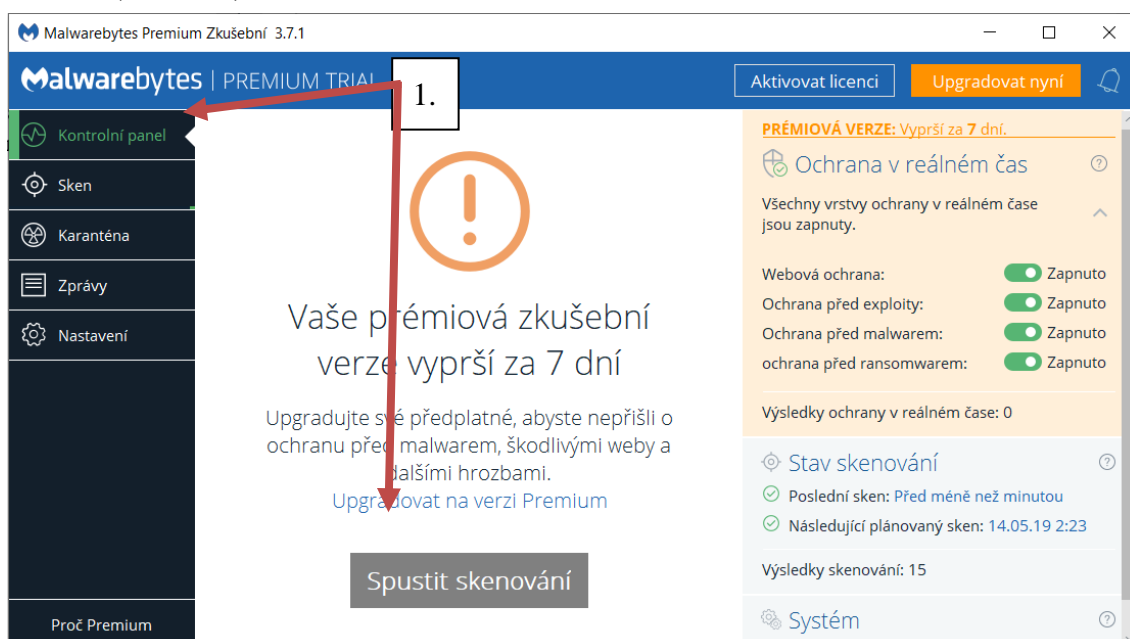 Malwarebytes Premium Zkušební 3.7.1
Malwarebytes | PREMIUM TRIAL
1.
Aktivovat licenci
Upgradovat nyní
Kontrolní panel
Sken
Karanténa
Zprávy
Nastavení
Proč Premium
Vaše prémiová zkušební
verze vyprší za 7 dní
Upgradujte své předplatné, abyste nepřišli o
ochranu před malwarem, škodlivými weby a
dalšími hrozbami.
Upgradovat na verzi Premium
Spustit skenování
PRÉMIOVÁ VERZE: Vyprší za 7 dní.
Ochrana v reálném čas
Všechny vrstvy ochrany v reálném čase
jsou zapnuty.
Webová ochrana: Zapnuto
Ochrana před exploity: Zapnuto
Ochrana před malwarem: Zapnuto
ochrana před ransomwarem: Zapnuto
Výsledky ochrany v reálném čase: 0
Stav skenování
Poslední sken: Před méně než minutou
Následující plánovaný sken: 14.05.19 2:23
Výsledky skenování: 15
Systém